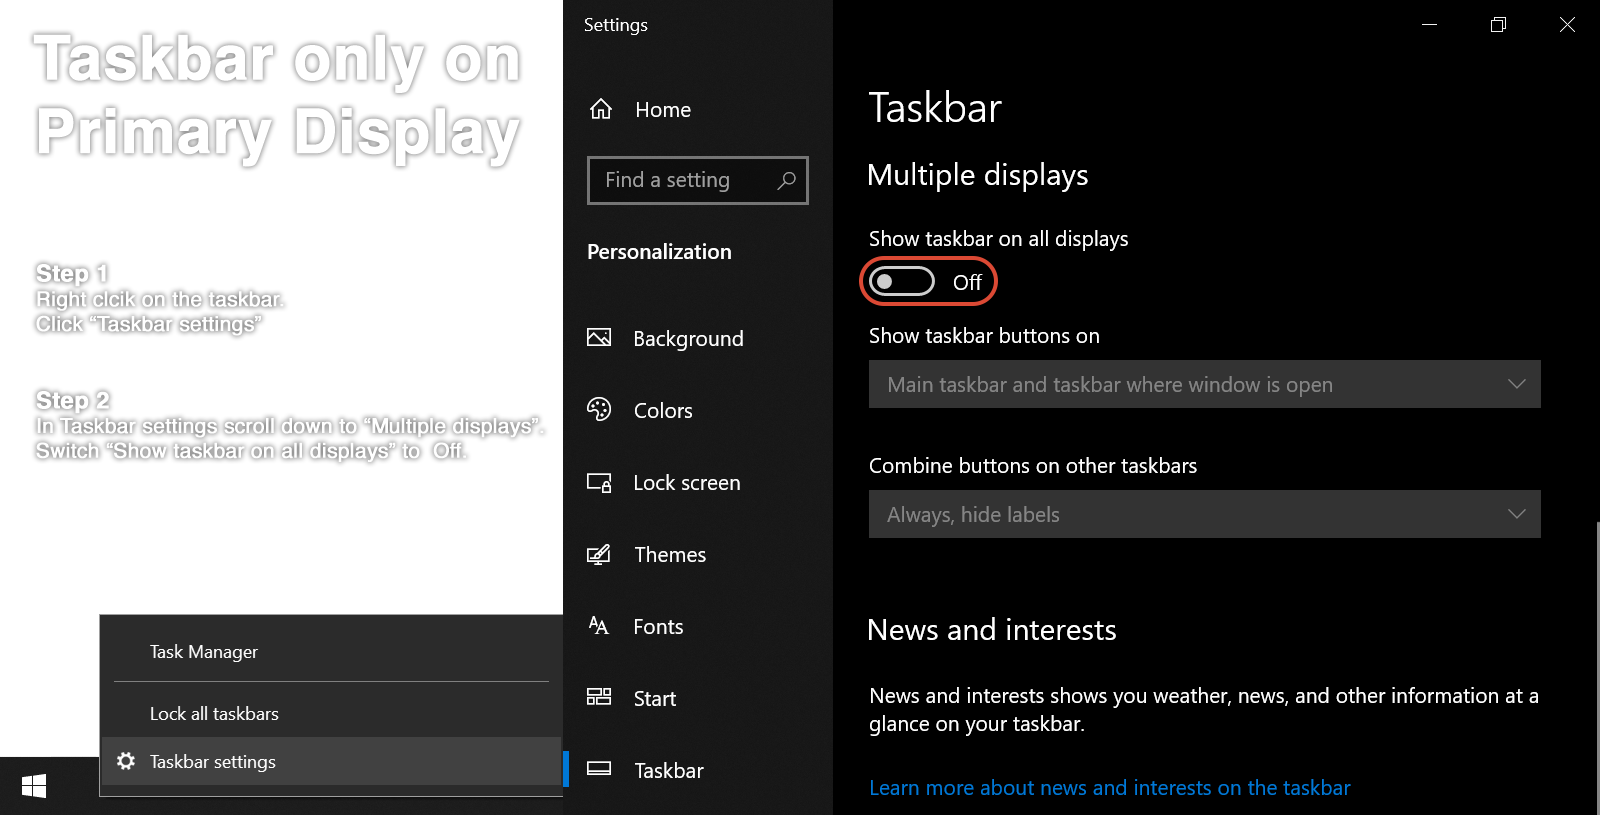 Taskbar only on
Primary Display
Step 1
Right clcik on the taskbar.
Click “Taskbar settings”
Step 2
In Taskbar settings scroll down to “Multiple displays”.
Switch “Show taskbar on all displays” to  Off.
Task Manager
Lock all taskbars
Taskbar settings
Settings
Home
Find a setting
Personalization
Background
Colors
Lock screen
Themes
Fonts
Start
Taskbar
Taskbar
Multiple displays
Show taskbar on all displays
Off
Show taskbar buttons on
Main taskbar and taskbar where window is open
Combine buttons on other taskbars
Always, hide labels
News and interests
News and interests shows you weather, news, and other information at a
glance on your taskbar.
Learn more about news and interests on the taskbar